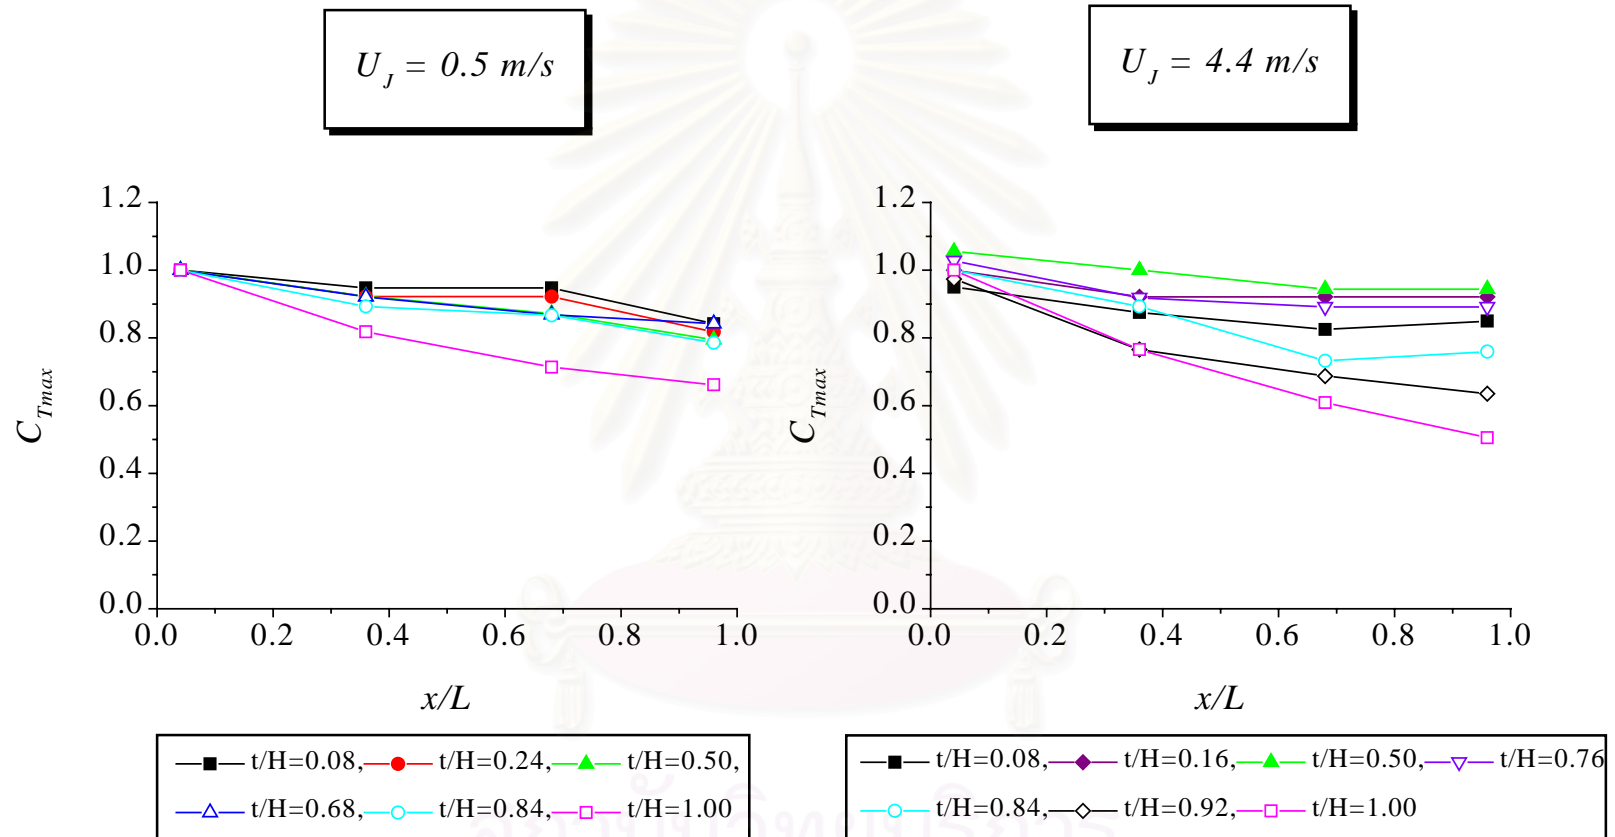 U_J = 0.5 m/s
U_J = 4.4 m/s
1.2
1.0
0.8
0.6
0.4
0.2
0.0
0.0 0.2 0.4 0.6 0.8 1.0
C_Tmax
x/L
t/H=0.08, t/H=0.24, t/H=0.50,
t/H=0.68, t/H=0.84, t/H=1.00
1.2
1.0
0.8
0.6
0.4
0.2
0.0
0.0 0.2 0.4 0.6 0.8 1.0
C_Tmax
x/L
t/H=0.08, t/H=0.16, t/H=0.50, t/H=0.76
t/H=0.84, t/H=0.92, t/H=1.00